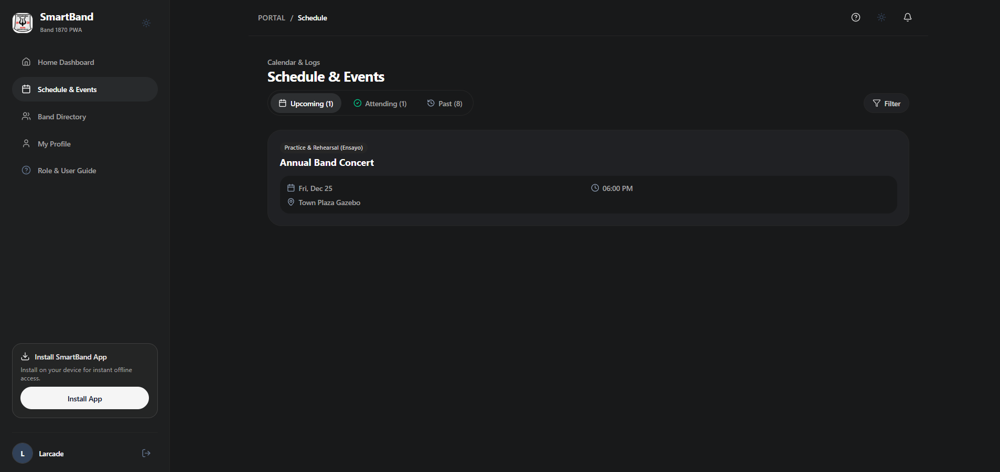 SmartBand
Band 1870 PWA
Home Dashboard
Schedule & Events
Band Directory
My Profile
Role & User Guide
Install SmartBand App
Install on your device for instant offline
access.
Install App
L
Larcade
PORTAL / Schedule
Calendar & Logs
Schedule & Events
Upcoming (1)
Attending (1)
Past (8)
Filter
Practice & Rehearsal (Ensayo)
Annual Band Concert
Fri, Dec 25
06:00 PM
Town Plaza Gazebo